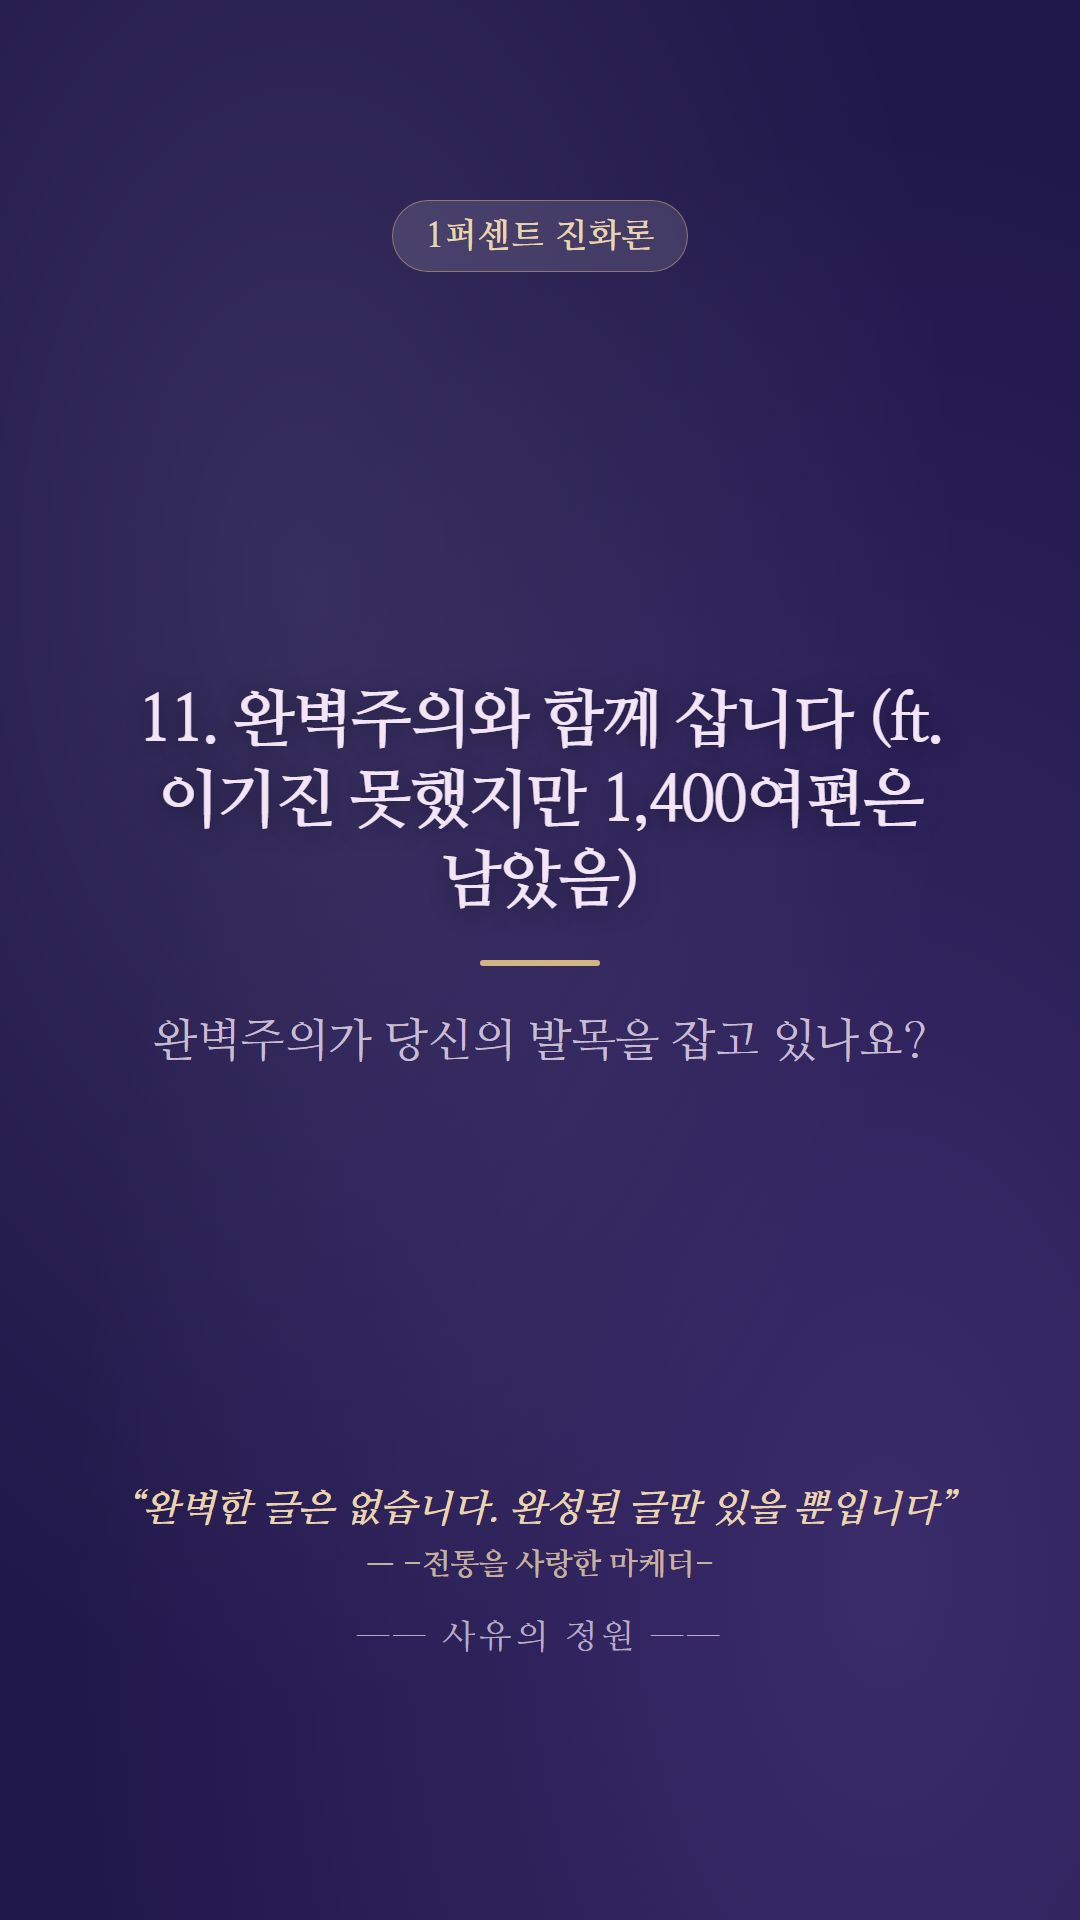 1퍼센트 진화론
11. 완벽주의와 함께 삽니다 (ft.
이기진 못했지만 1,400여편은
남았음)
완벽주의가 당신의 발목을 잡고 있나요?
“완벽한 글은 없습니다. 완성된 글만 있을 뿐입니다”
— -전통을 사랑한 마케터-
—— 사유의 정원 ——